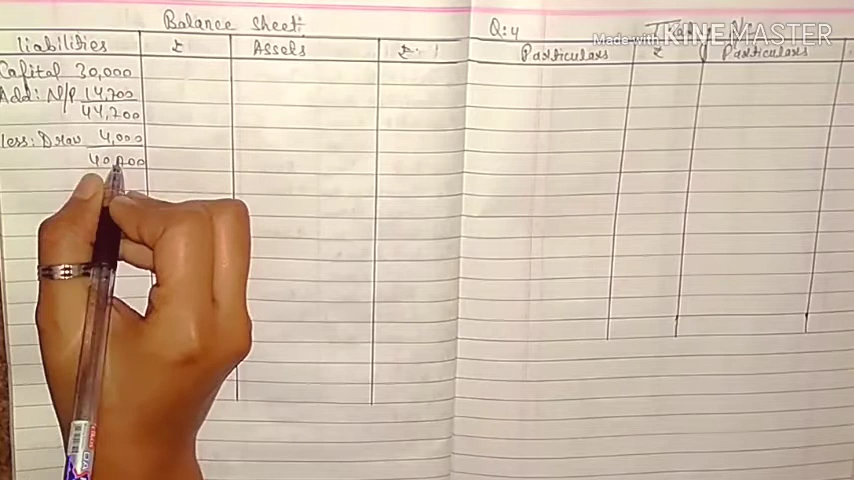 Balance Sheet:
Liabilities ₹ Assets ₹
Capital 30,000
Add: N/P 14,700
44,700
less: Draw 4,000
40,700
Q:4
Made with KINEMASTER
Particulars ₹ Particulars